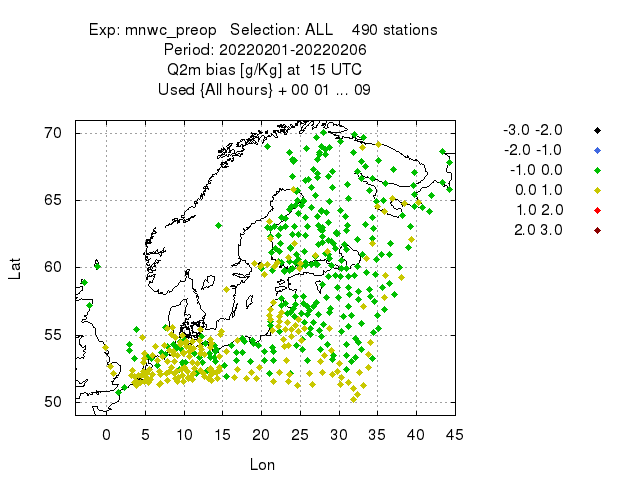 Exp: mnwc_preop Selection: ALL 490 stations
Period: 20220201-20220206
Q2m bias [g/Kg] at 15 UTC
Used {All hours} + 00 01 ... 09
-3.0 -2.0
-2.0 -1.0
-1.0 0.0
0.0 1.0
1.0 2.0
2.0 3.0
70
65
60
55
50
Lat
0 5 10 15 20 25 30 35 40 45
Lon